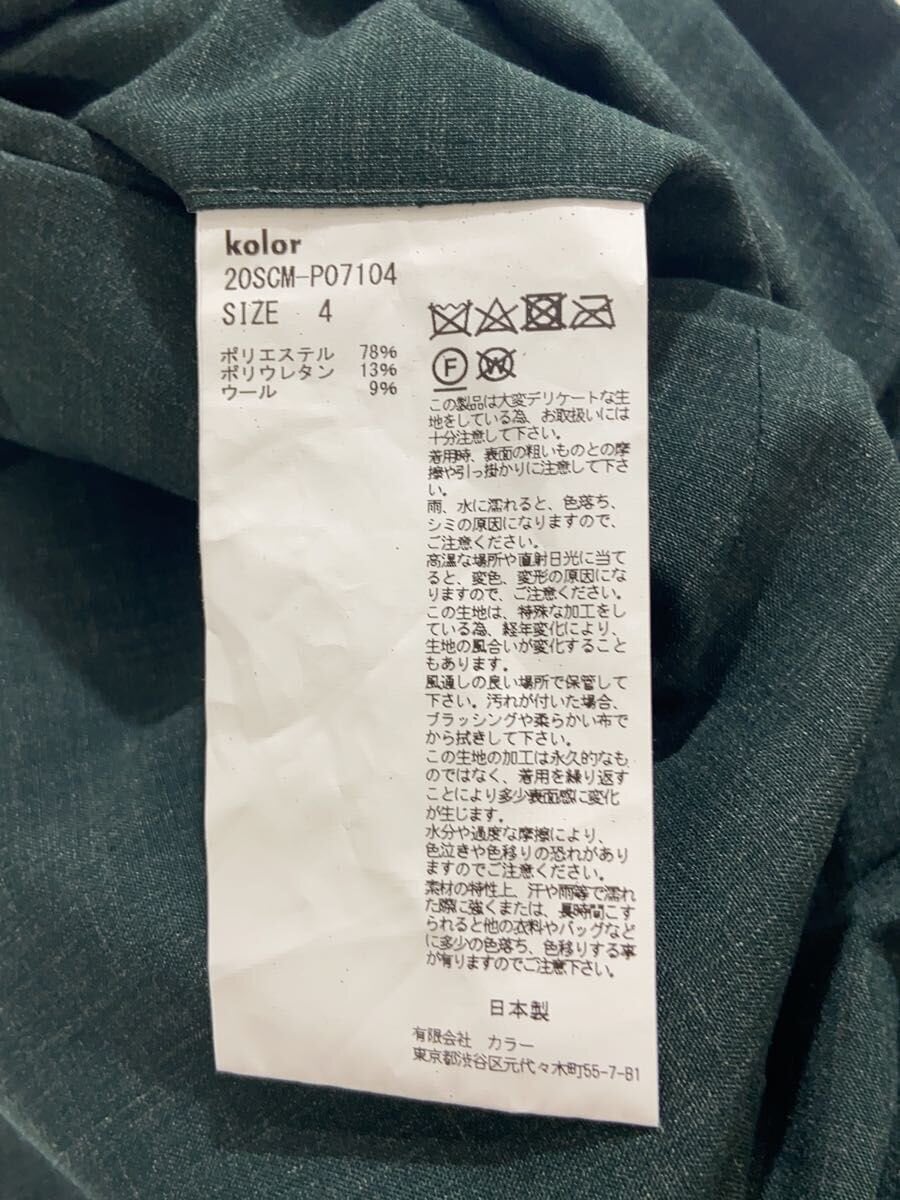 kolor
20SCM-P07104
SIZE 4
ポリエステル 78%
ポリウレタン 13%
ウール 9%
F
W
この製品は大変デリケートな生
地をしている為、お取扱いには
十分注意して下さい。
着用時、表面の粗いものとの摩
擦や引っ掛かりに注意して下さ
い。
雨、水に濡れると、色落ち、
シミの原因になりますので、
ご注意ください。
高温な場所や直射日光に当て
ると、変色、変形の原因にな
りますので、ご注意ください。
この生地は、特殊な加工をし
ている為、経年変化により、
生地の風合いが変化すること
もあります。
風通しの良い場所で保管して
下さい。汚れが付いた場合、
ブラッシングや柔らかい布で
から拭きして下さい。
この生地の加工は永久的なも
のではなく、着用を繰り返す
ことにより多少表面感に変化
が生じます。
水分や過度な摩擦により、
色泣きや色移りの恐れがあり
ますのでご注意ください。
素材の特性上、汗や雨等で濡れ
た際に強くまたは、長時間こす
られると他の衣料やバッグなど
に多少の色落ち、色移りする事
が有りますのでご注意下さい。
日本製
有限会社 カラー
東京都渋谷区元代々木町55-7-B1